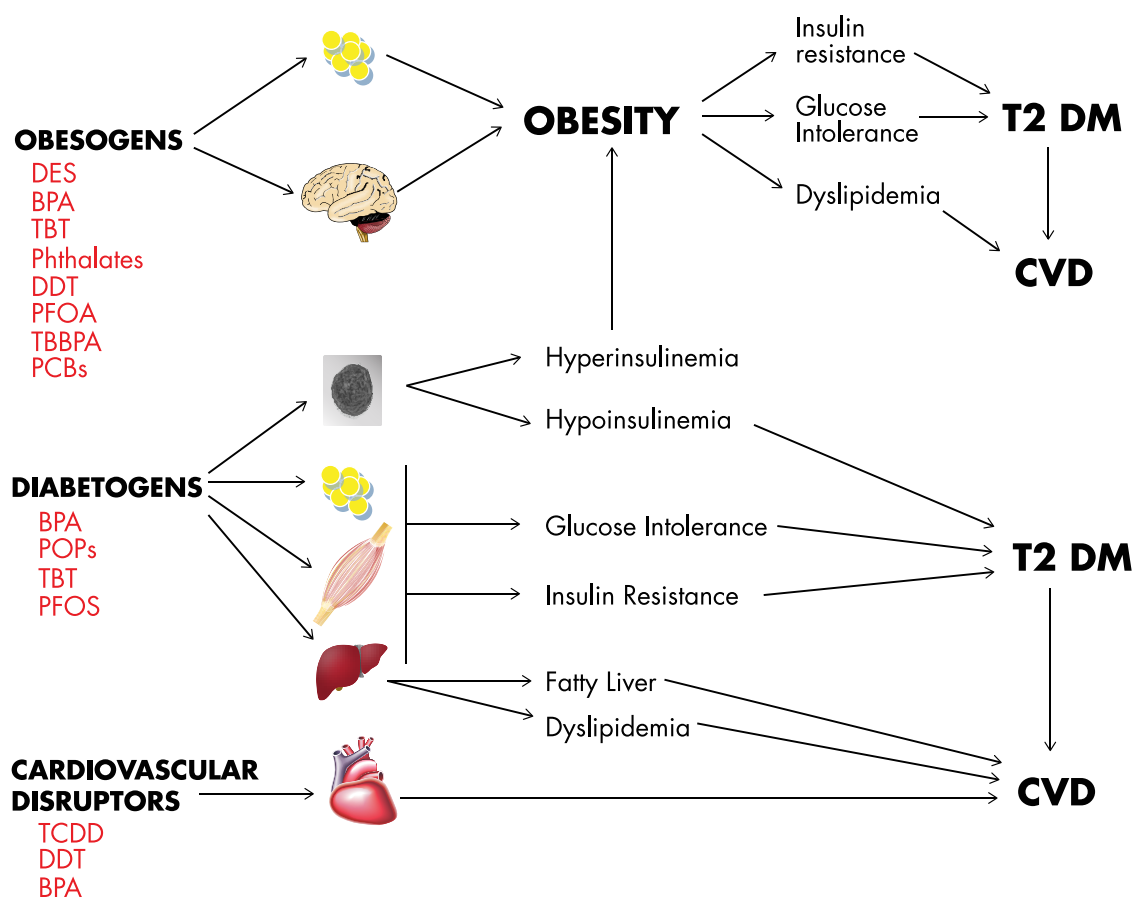 OBESOGENS
DES
BPA
TBT
Phthalates
DDT
PFOA
TBBPA
PCBs
OBESITY
Insulin
resistance
Glucose
Intolerance
Dyslipidemia
T2 DM
CVD
DIABETOGENS
BPA
POPs
TBT
PFOS
Hyperinsulinemia
Hypoinsulinemia
Glucose Intolerance
Insulin Resistance
Fatty Liver
Dyslipidemia
T2 DM
CARDIOVASCULAR
DISRUPTORS
TCDD
DDT
BPA
CVD